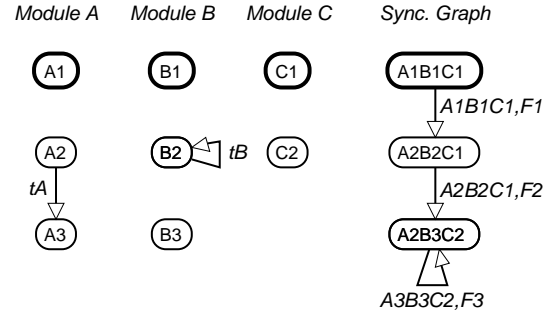 Module A Module B Module C Sync. Graph
A1 B1 C1 A1B1C1
A1B1C1,F1
A2 B2 tB C2 A2B2C1
tA A2B2C1,F2
A3 B3 A2B3C2
A3B3C2,F3